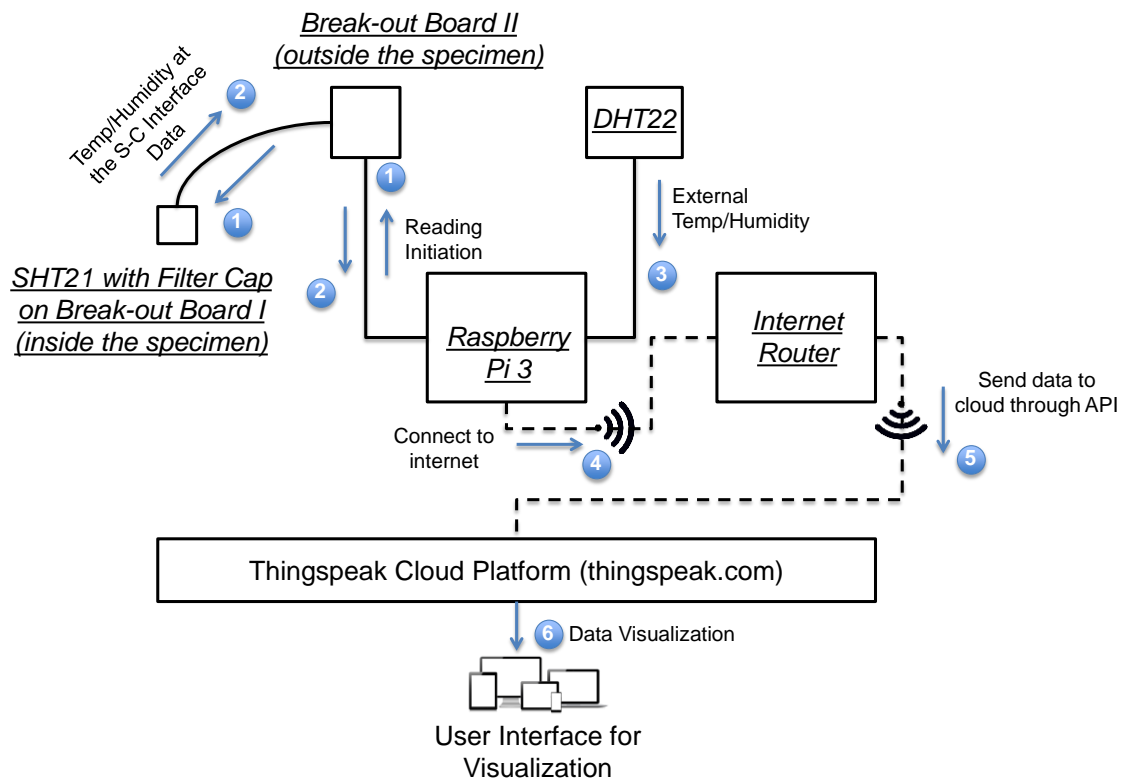 Break-out Board II
(outside the specimen)
Temp/Humidity at
the S-C Interface
Data
2
1
SHT21 with Filter Cap
on Break-out Board I
(inside the specimen)
1
Reading
Initiation
2
DHT22
External
Temp/Humidity
3
Raspberry
Pi 3
Internet
Router
Connect to
internet
4
Send data to
cloud through API
5
Thingspeak Cloud Platform (thingspeak.com)
6 Data Visualization
User Interface for
Visualization